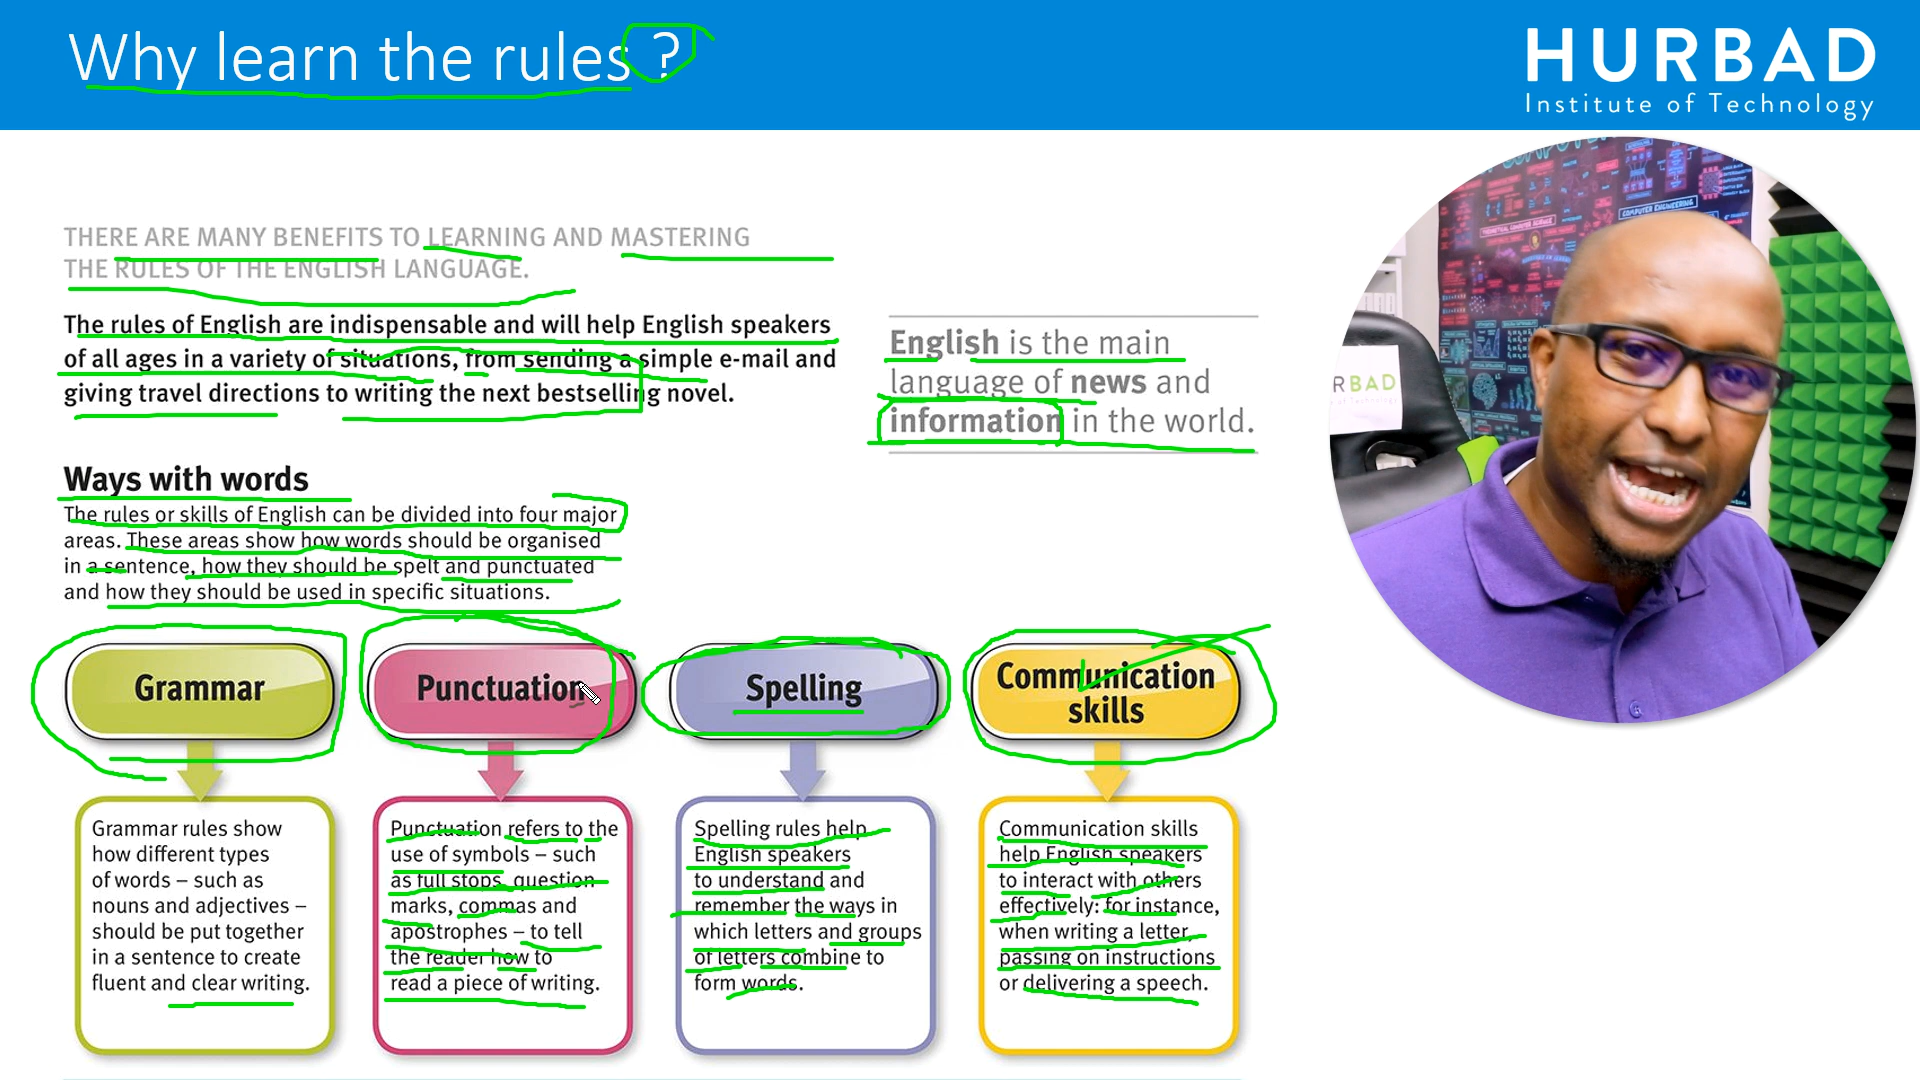 Why learn the rules ?
HURBAD
Institute of Technology
THERE ARE MANY BENEFITS TO LEARNING AND MASTERING
THE RULES OF THE ENGLISH LANGUAGE.
The rules of English are indispensable and will help English speakers
of all ages in a variety of situations, from sending a simple e-mail and
giving travel directions to writing the next bestselling novel.
English is the main
language of news and
information in the world.
Ways with words
The rules or skills of English can be divided into four major
areas. These areas show how words should be organised
in a sentence, how they should be spelt and punctuated
and how they should be used in specific situations.
Grammar
Grammar rules show
how different types
of words – such as
nouns and adjectives –
should be put together
in a sentence to create
fluent and clear writing.
Punctuation
Punctuation refers to the
use of symbols – such
as full stops, question
marks, commas and
apostrophes – to tell
the reader how to
read a piece of writing.
Spelling
Spelling rules help
English speakers
to understand and
remember the ways in
which letters and groups
of letters combine to
form words.
Communication
skills
Communication skills
help English speakers
to interact with others
effectively: for instance,
when writing a letter,
passing on instructions
or delivering a speech.
COMPUTER ENGINEERING
RBAD